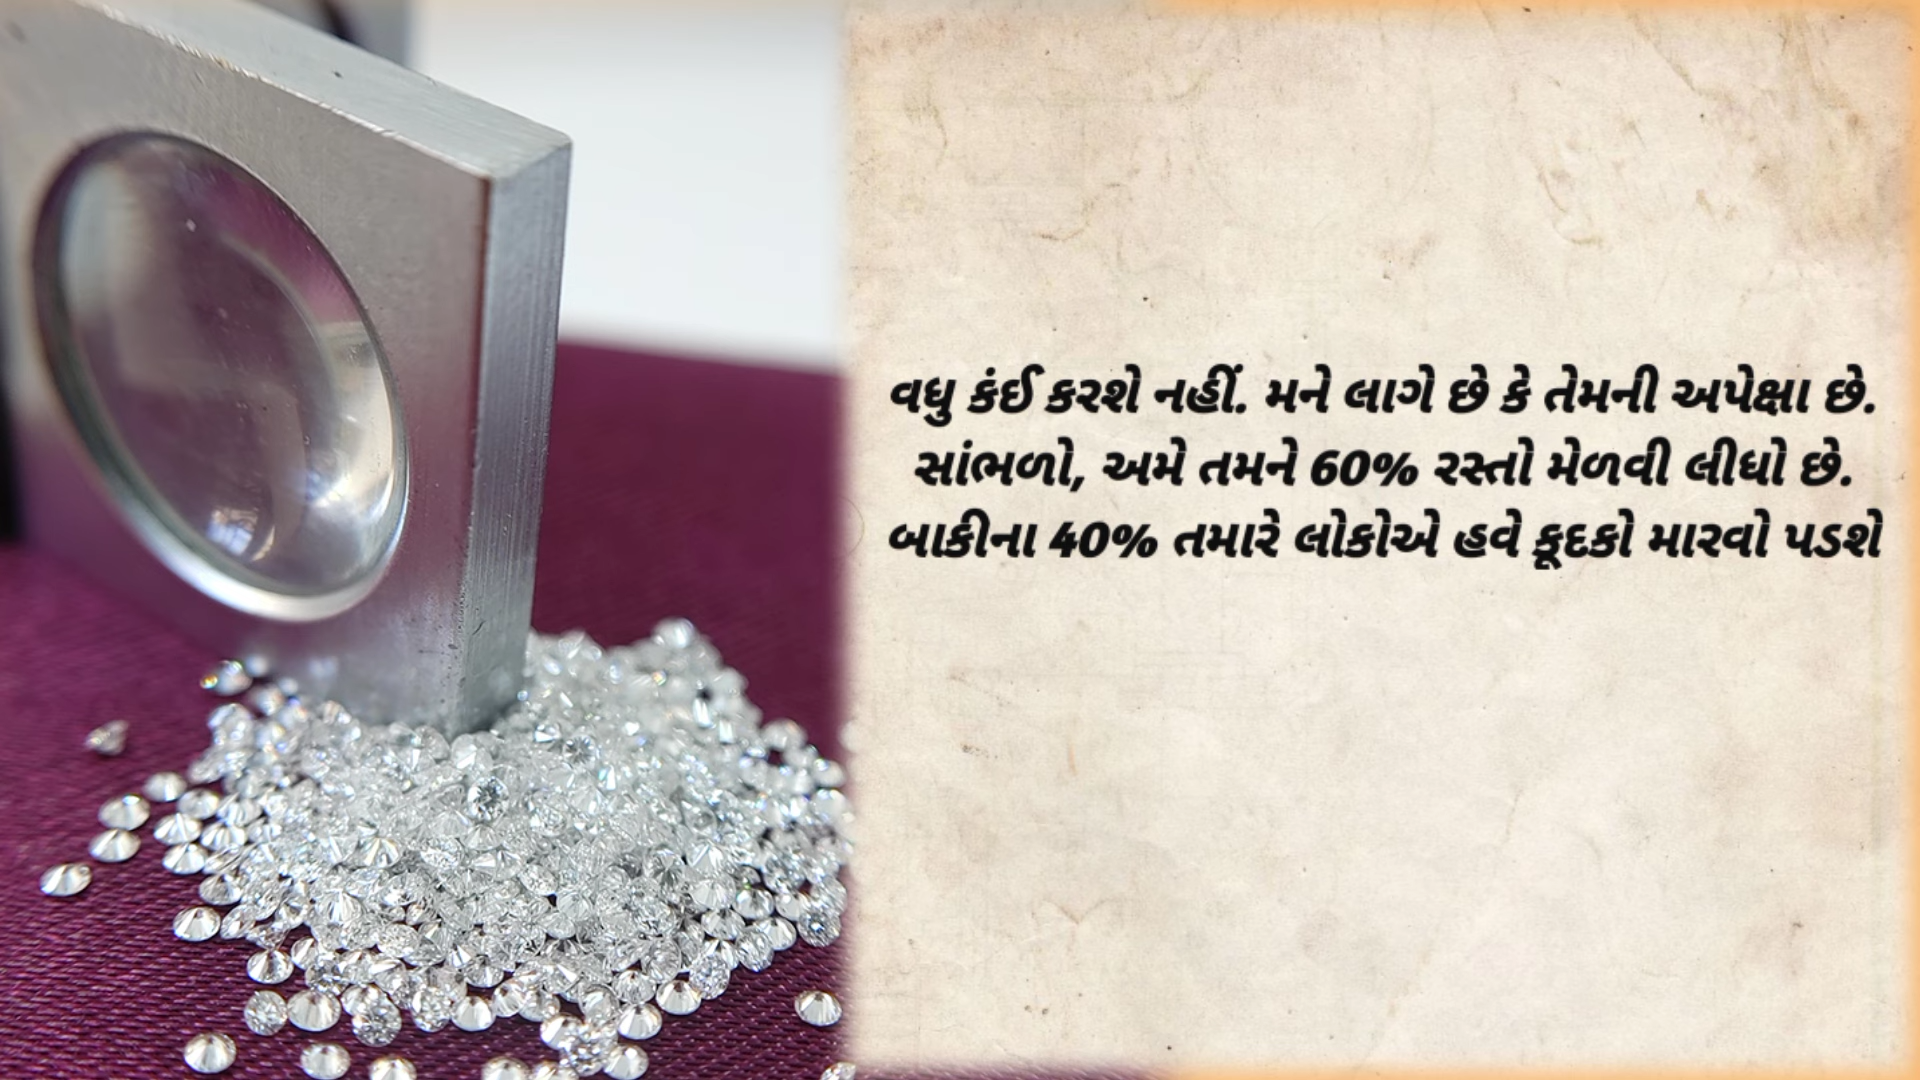 વધુ કંઈ કરશે નહીં. મને લાગે છે કે તેમની અપેક્ષા છે.
સાંભળો, અમે તમને 60% રસ્તો મેળવી લીધો છે.
બાકીના 40% તમારે લોકોએ હવે કૂદકો મારવો પડશે